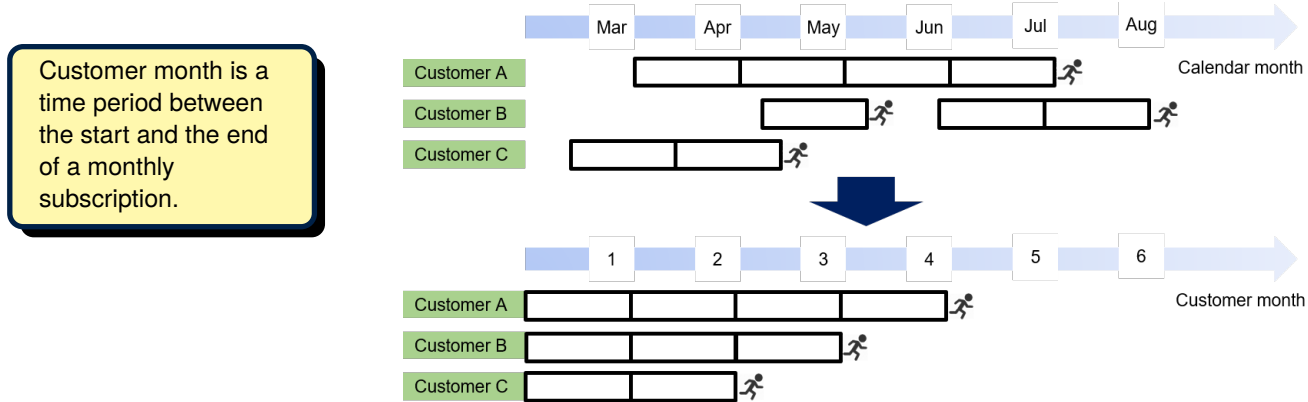 Customer month is a
time period between
the start and the end
of a monthly
subscription.
Mar Apr May Jun Jul Aug
Calendar month
Customer A
Customer B
Customer C
1 2 3 4 5 6
Customer month
Customer A
Customer B
Customer C